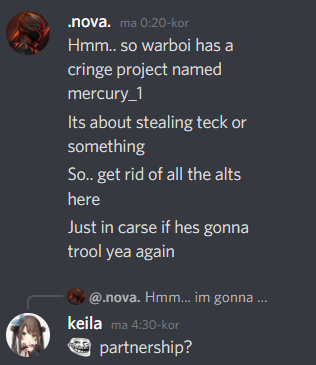 .nova. ma 0:20-kor
Hmm.. so warboi has a
cringe project named
mercury_1
Its about stealing teck or
something
So.. get rid of all the alts
here
Just in carse if hes gonna
trool yea again
@.nova. Hmm... im gonna ...
keila ma 4:30-kor
partnership?